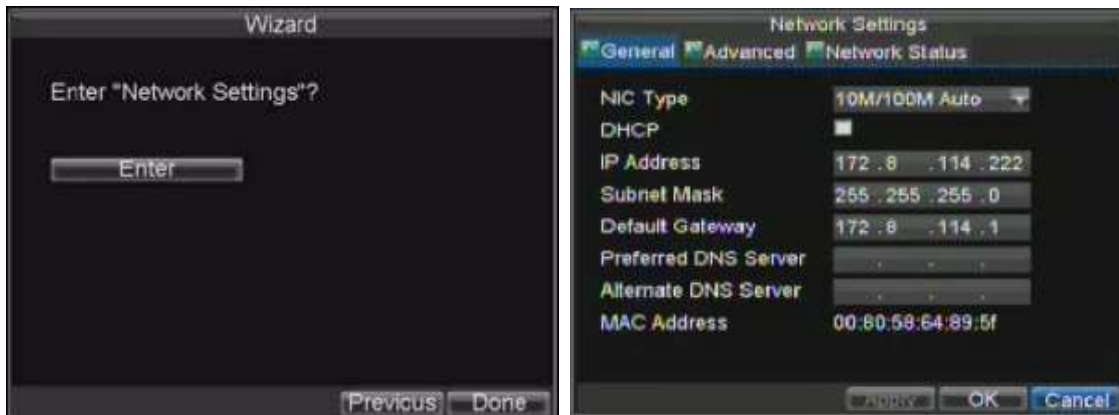 Wizard
Enter "Network Settings"?
Enter
Previous Done
Network Settings
General Advanced Network Status
NIC Type 10M/100M Auto
DHCP
IP Address 172 .8 .114 .222
Subnet Mask 255 .255 .255 .0
Default Gateway 172 .8 .114 .1
Preferred DNS Server . . .
Alternate DNS Server . . .
MAC Address 00:80:58:64:89:5f
Apply OK Cancel